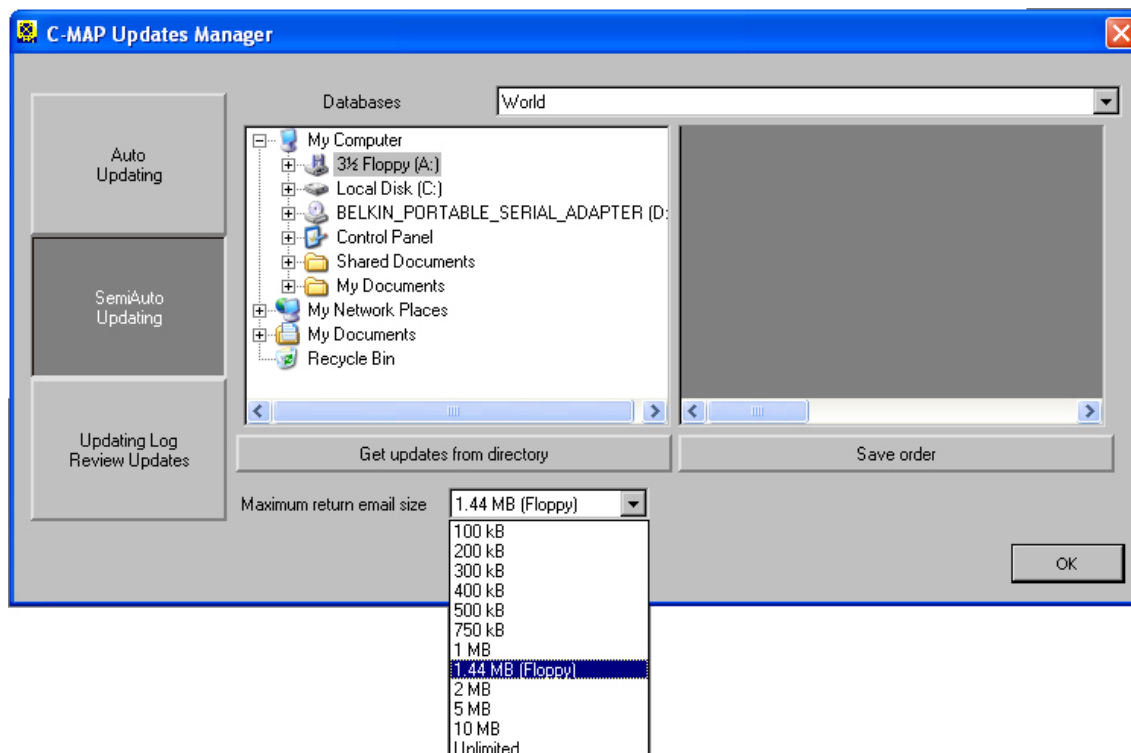 C-MAP Updates Manager
Databases
World
Auto
Updating
SemiAuto
Updating
Updating Log
Review Updates
My Computer
3½ Floppy (A:)
Local Disk (C:)
BELKIN_PORTABLE_SERIAL_ADAPTER (D:
Control Panel
Shared Documents
My Documents
My Network Places
My Documents
Recycle Bin
Get updates from directory
Save order
Maximum return email size
1.44 MB (Floppy)
100 kB
200 kB
300 kB
400 kB
500 kB
750 kB
1 MB
1.44 MB (Floppy)
2 MB
5 MB
10 MB
Unlimited
OK